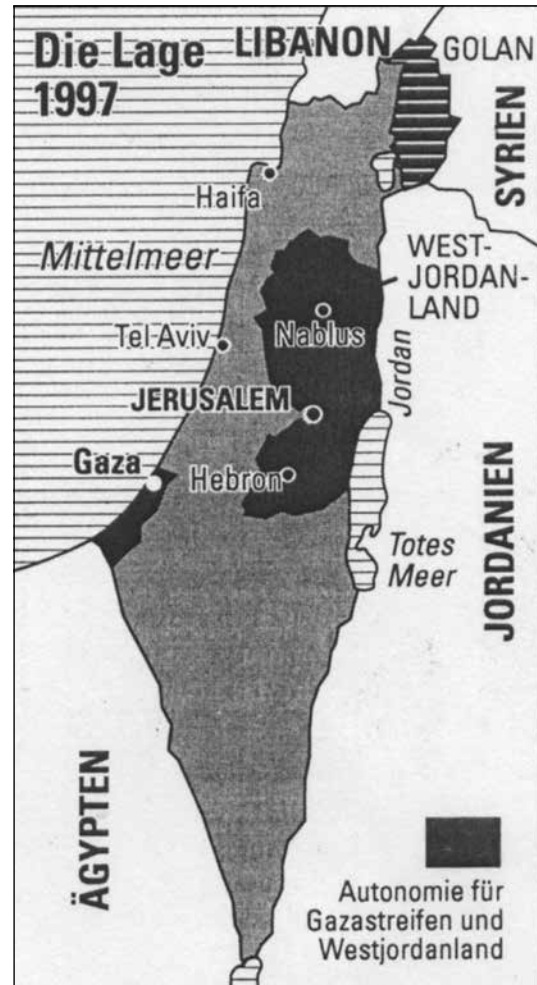 Die Lage
1997
LIBANON
GOLAN
SYRIEN
Haifa
Mittelmeer
WEST-
JORDAN-
LAND
Nablus
Tel Aviv
Jordan
JERUSALEM
Gaza
Hebron
Totes
Meer
JORDANIEN
ÄGYPTEN
Autonomie für
Gazastreifen und
Westjordanland